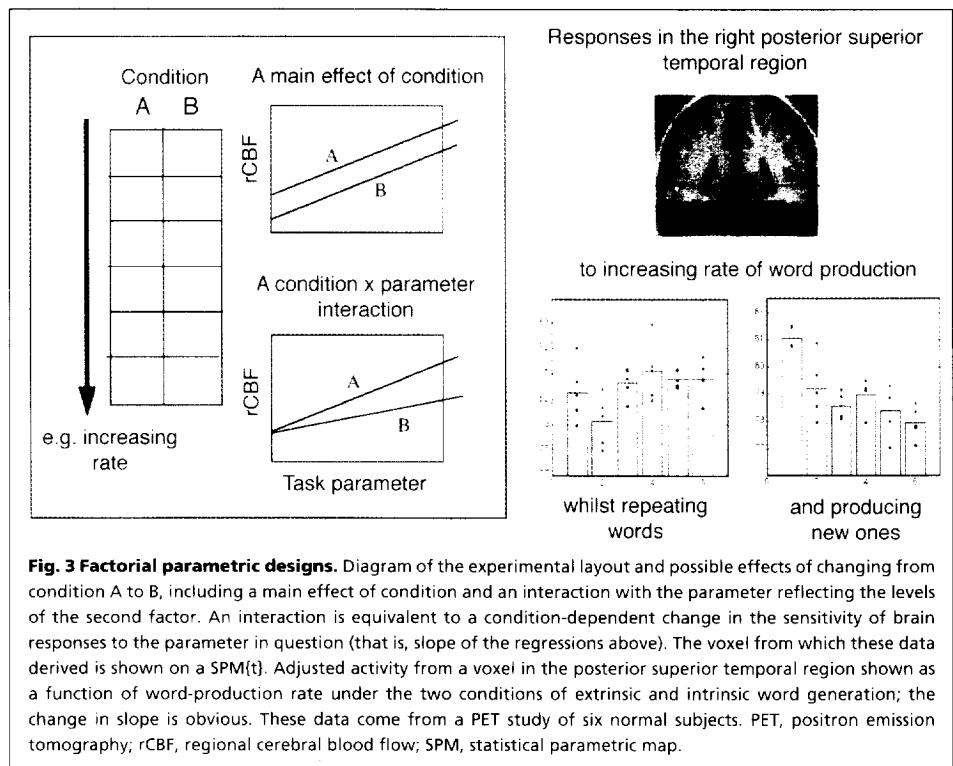 Condition
A B
e.g. increasing
rate
A main effect of condition
rCBF
A
B
A condition x parameter
interaction
rCBF
A
B
Task parameter
Responses in the right posterior superior
temporal region
to increasing rate of word production
whilst repeating
words
and producing
new ones
Fig. 3 Factorial parametric designs. Diagram of the experimental layout and possible effects of changing from
condition A to B, including a main effect of condition and an interaction with the parameter reflecting the levels
of the second factor. An interaction is equivalent to a condition-dependent change in the sensitivity of brain
responses to the parameter in question (that is, slope of the regressions above). The voxel from which these data
derived is shown on a SPM{t}. Adjusted activity from a voxel in the posterior superior temporal region shown as
a function of word-production rate under the two conditions of extrinsic and intrinsic word generation; the
change in slope is obvious. These data come from a PET study of six normal subjects. PET, positron emission
tomography; rCBF, regional cerebral blood flow; SPM, statistical parametric map.